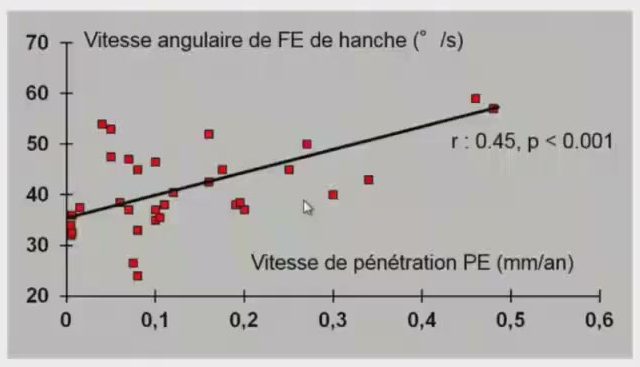 Vitesse angulaire de FE de hanche (° /s)
70
60
50
40
30
20
r : 0.45, p < 0.001
Vitesse de pénétration PE (mm/an)
0 0,1 0,2 0,3 0,4 0,5 0,6